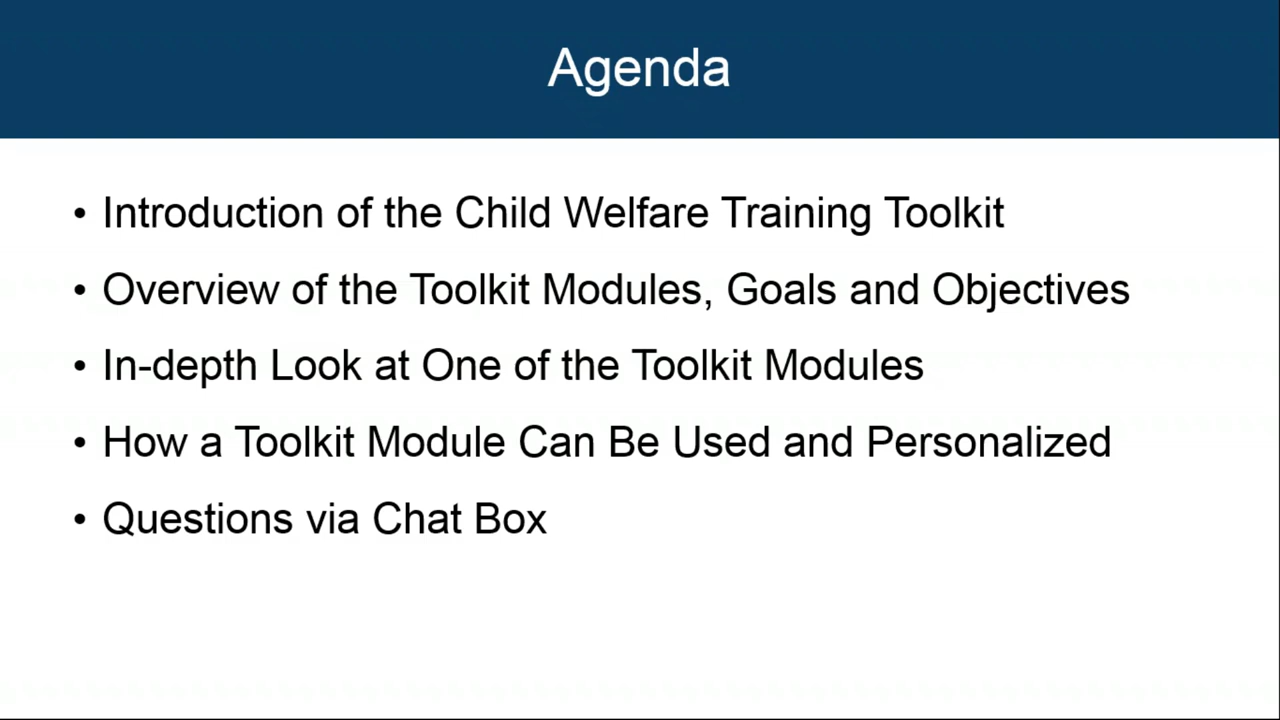 Agenda
• Introduction of the Child Welfare Training Toolkit
• Overview of the Toolkit Modules, Goals and Objectives
• In-depth Look at One of the Toolkit Modules
• How a Toolkit Module Can Be Used and Personalized
• Questions via Chat Box